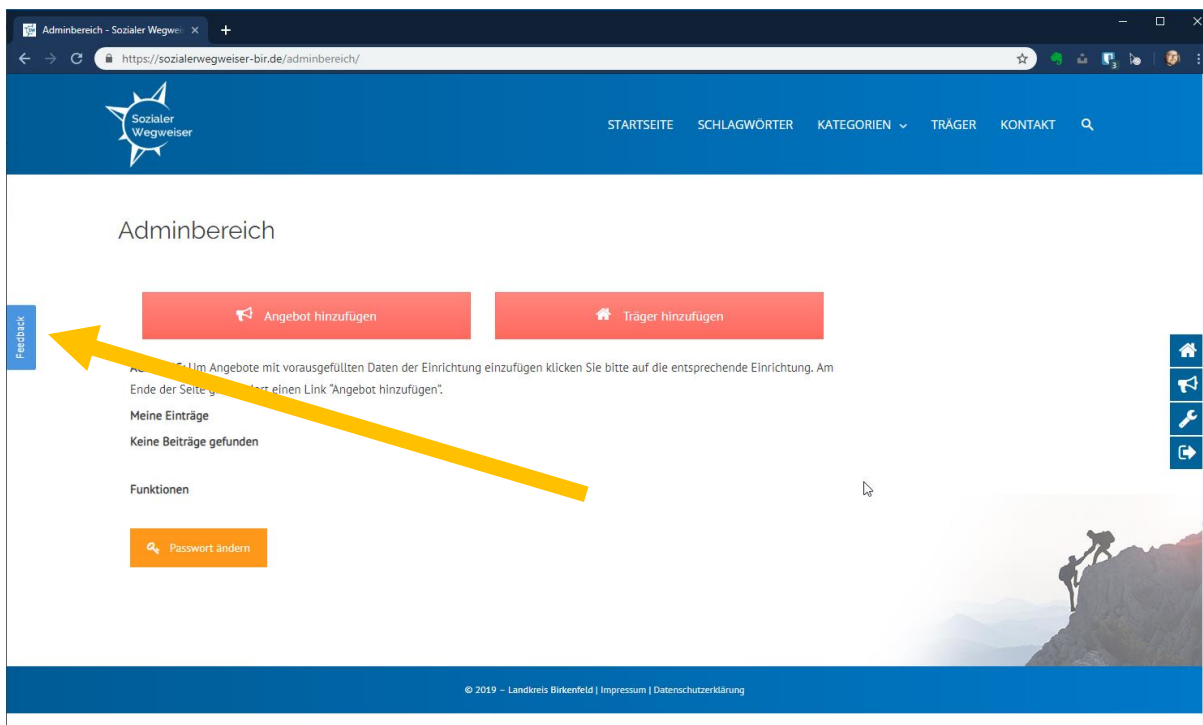 Adminbereich - Sozialer Wegwei
https://sozialerwegweiser-bir.de/adminbereich/
3
Sozialer
Wegweiser
STARTSEITE SCHLAGWÖRTER KATEGORIEN TRÄGER KONTAKT
Adminbereich
Angebot hinzufügen Träger hinzufügen
Feedback
Um Angebote mit vorausgefüllten Daten der Einrichtung einzufügen klicken Sie bitte auf die entsprechende Einrichtung. Am
Ende der Seite einen Link "Angebot hinzufügen".
Meine Einträge
Keine Beiträge gefunden
Funktionen
Passwort ändern
© 2019 – Landkreis Birkenfeld | Impressum | Datenschutzerklärung